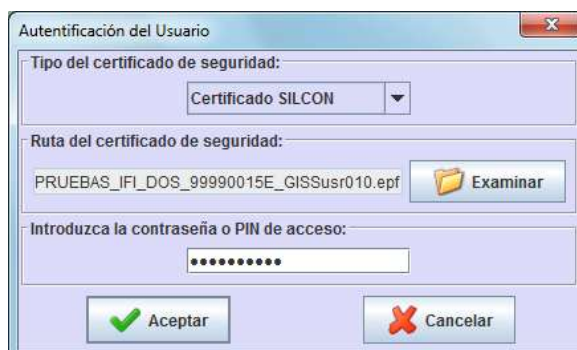 Autentificación del Usuario
Tipo del certificado de seguridad:
Certificado SILCON
Ruta del certificado de seguridad:
PRUEBAS_IFI_DOS_99990015E_GISSusr010.epf
Examinar
Introduzca la contraseña o PIN de acceso:
●●●●●●●●●●
Aceptar
Cancelar